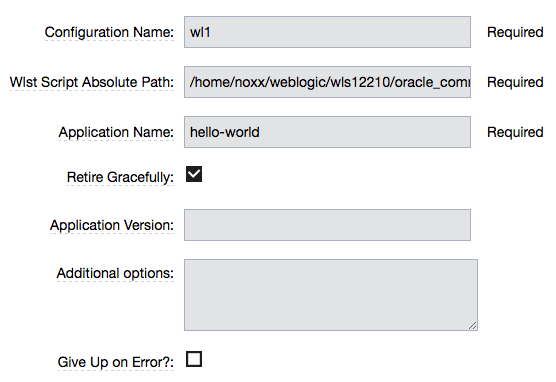 Configuration Name: wl1 Required
Wlst Script Absolute Path: /home/noxx/weblogic/wls12210/oracle_com Required
Application Name: hello-world Required
Retire Gracefully:
Application Version:
Additional options:
Give Up on Error?: